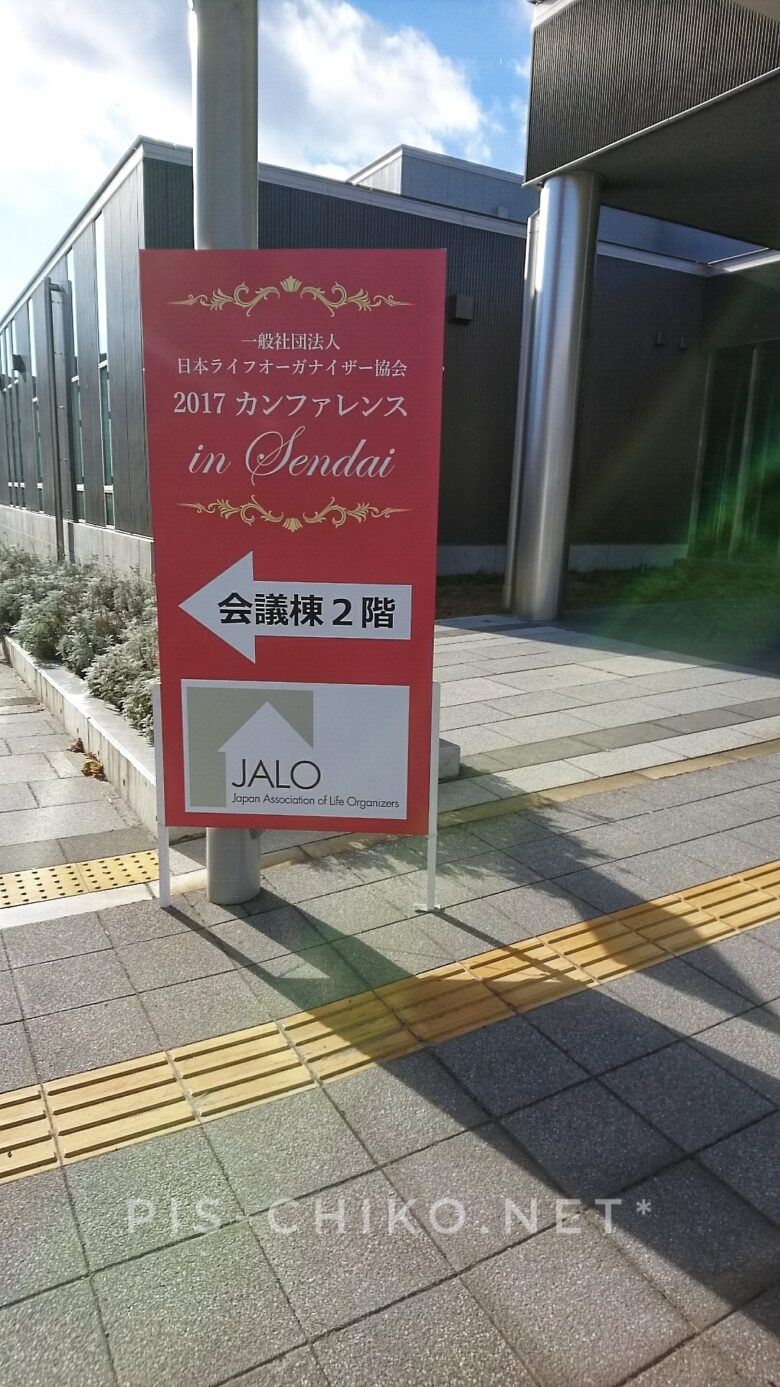 一般社団法人
日本ライフオーガナイザー協会
2017 カンファレンス
in Sendai
会議棟2階
JALO
Japan Association of Life Organizers
PIS-CHIKO.NET*